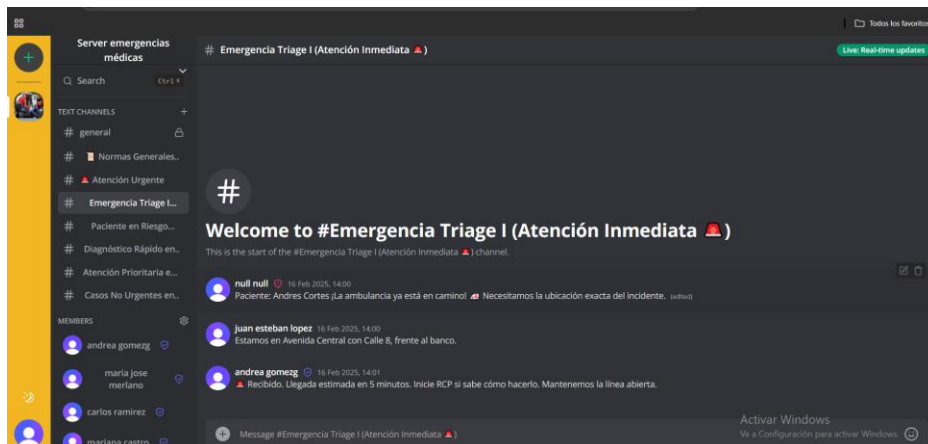 Todos los favoritos
Server emergencias
médicas
Search Ctrl K
TEXT CHANNELS
# general
# 📜 Normas Generales..
# 🚨 Atención Urgente
# Emergencia Triage I...
# Paciente en Riesgo...
# Diagnóstico Rápido en..
# Atención Prioritaria e...
# Casos No Urgentes en..
MEMBERS
andrea gomezg
maria jose
merlano
carlos ramirez
mariana castro
# Emergencia Triage I (Atención Inmediata 🚨)
Live: Real-time updates
#
Welcome to #Emergencia Triage I (Atención Inmediata 🚨)
This is the start of the #Emergencia Triage I (Atención Inmediata 🚨) channel.
null null 16 Feb 2025, 14:00
Paciente: Andres Cortes ¡La ambulancia ya está en camino! 🚑 Necesitamos la ubicación exacta del incidente. (edited)
juan esteban lopez 16 Feb 2025, 14:00
Estamos en Avenida Central con Calle 8, frente al banco.
andrea gomezg 16 Feb 2025, 14:01
🚨 Recibido. Llegada estimada en 5 minutos. Inicie RCP si sabe cómo hacerlo. Mantenemos la línea abierta.
Message #Emergencia Triage I (Atención Inmediata 🚨)
Activar Windows
Ve a Configuración para activar Windows.